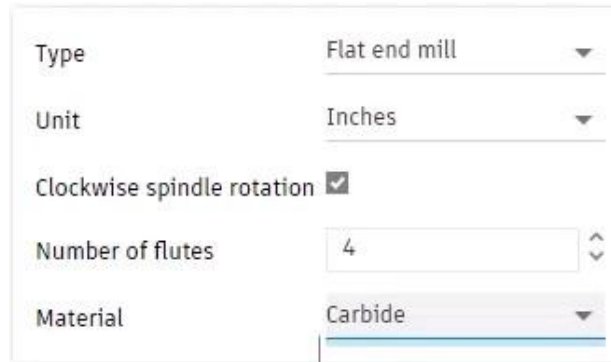 Type Flat end mill
Unit Inches
Clockwise spindle rotation
Number of flutes 4
Material Carbide